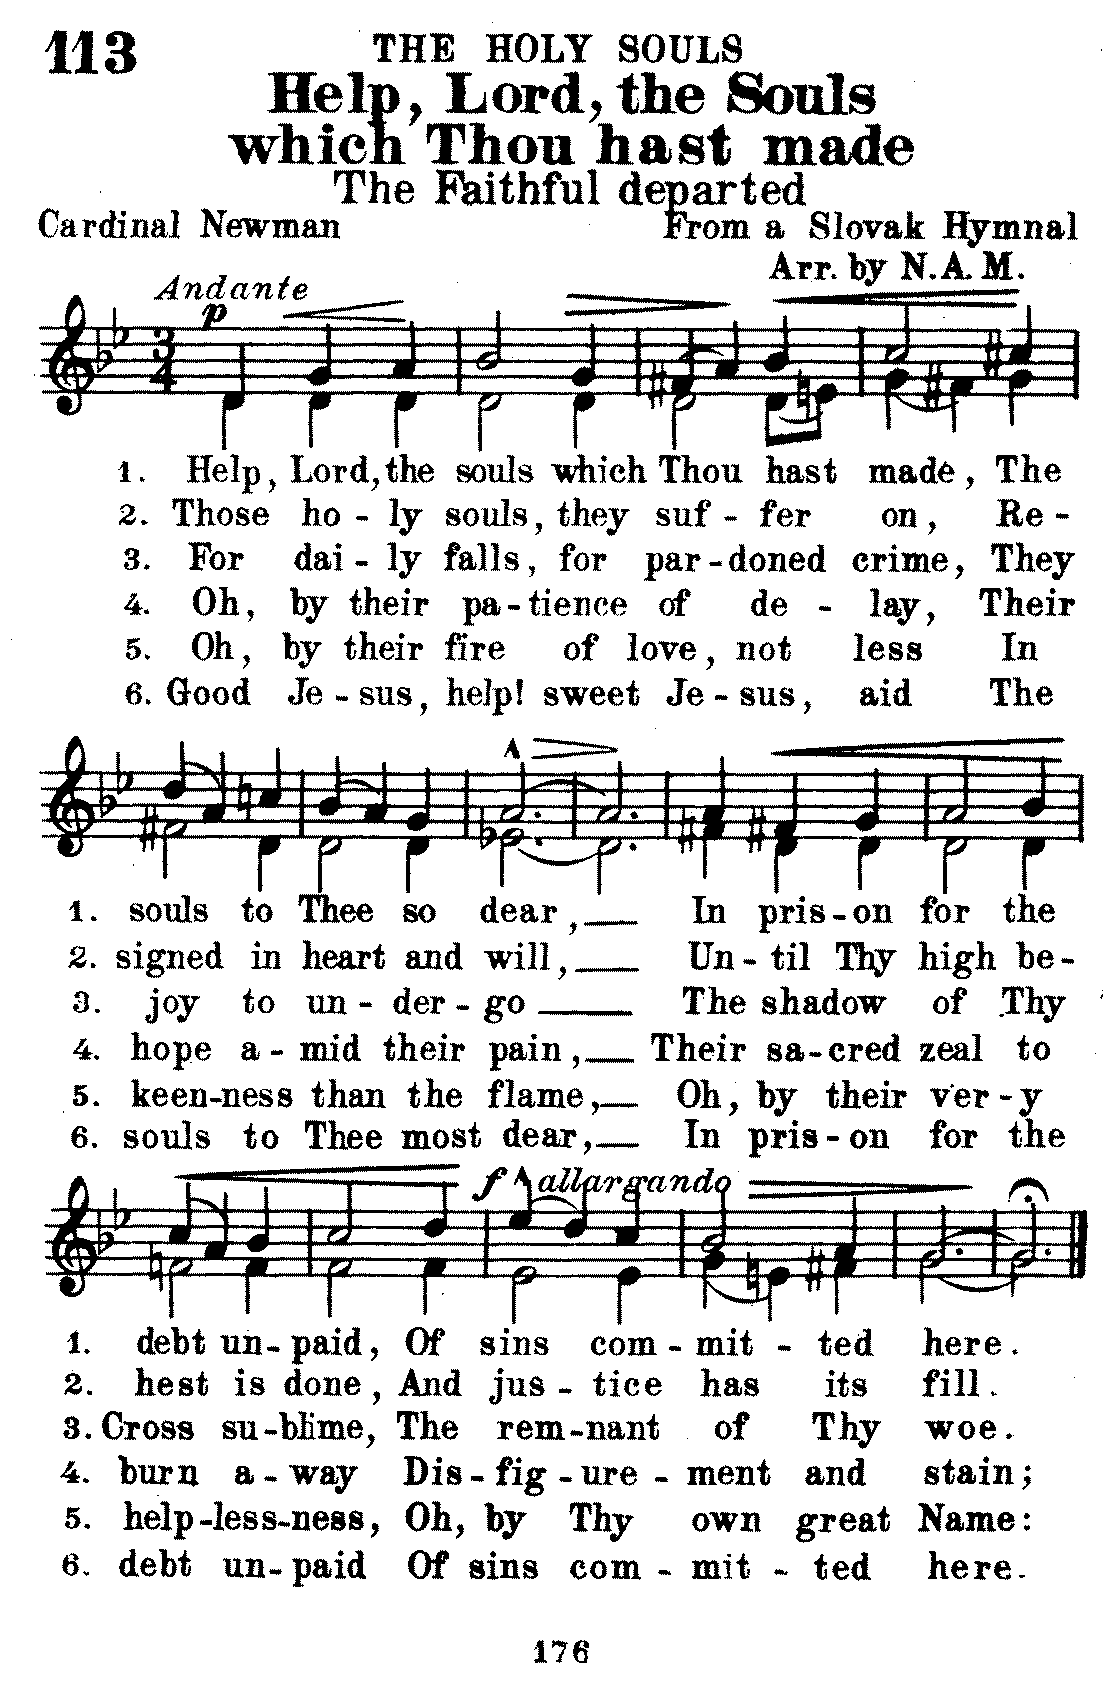 113
THE HOLY SOULS
Help, Lord, the Souls
which Thou hast made
The Faithful departed
Cardinal Newman From a Slovak Hymnal
Arr. by N.A.M.
Andante
p
3
4
1. Help, Lord, the souls which Thou hast made, The
2. Those ho - ly souls, they suf - fer on, Re -
3. For dai - ly falls, for par - doned crime, They
4. Oh, by their pa - tience of de - lay, Their
5. Oh, by their fire of love, not less In
6. Good Je - sus, help! sweet Je - sus, aid The
1. souls to Thee so dear, In pris - on for the
2. signed in heart and will, Un - til Thy high be -
3. joy to un - der - go The shadow of Thy
4. hope a - mid their pain, Their sa - cred zeal to
5. keen-ness than the flame, Oh, by their ver - y
6. souls to Thee most dear, In pris - on for the
f allargando
1. debt un - paid, Of sins com - mit - ted here.
2. hest is done, And jus - tice has its fill.
3. Cross su - blime, The rem - nant of Thy woe.
4. burn a - way Dis - fig - ure - ment and stain;
5. help - less - ness, Oh, by Thy own great Name:
6. debt un - paid Of sins com - mit - ted here.
176